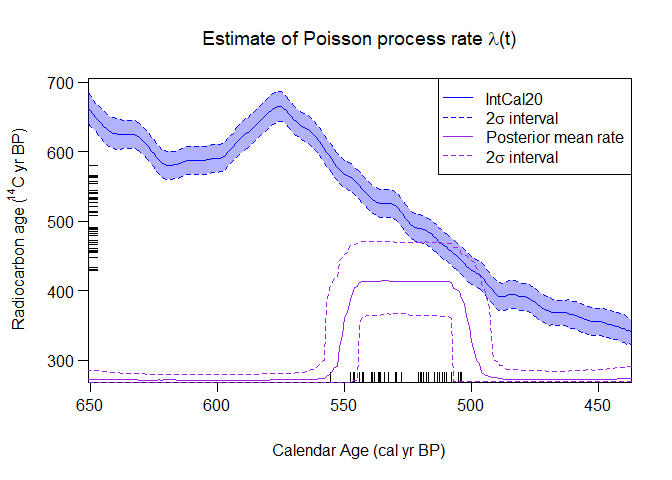 Estimate of Poisson process rate λ(t)
Radiocarbon age (¹⁴C yr BP)
700
600
500
400
300
IntCal20
2σ interval
Posterior mean rate
2σ interval
650
600
550
500
450
Calendar Age (cal yr BP)